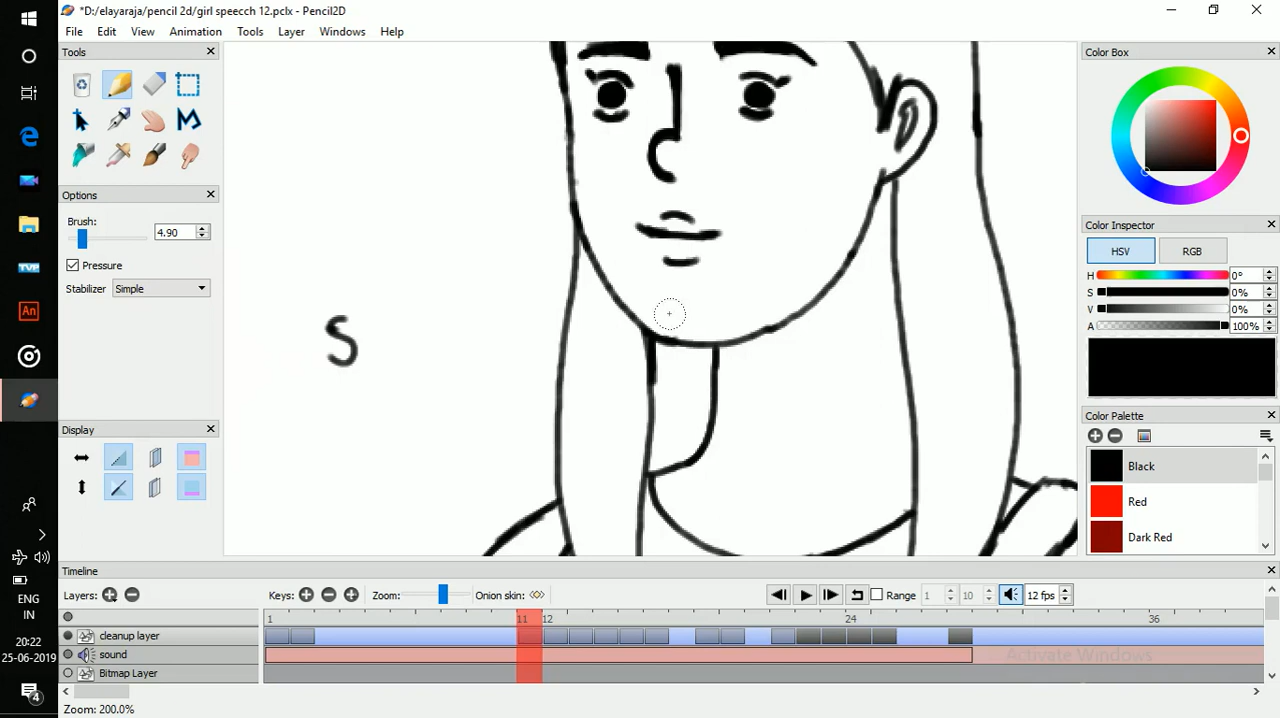 *D:/elayaraja/pencil 2d/girl speecch 12.pclx - Pencil2D
File Edit View Animation Tools Layer Windows Help
Tools
Options
Brush:
4.90
Pressure
Stabilizer Simple
Display
S
Color Box
Color Inspector
HSV RGB
H 0°
S 0%
V 0%
A 100%
Color Palette
Black
Red
Dark Red
Timeline
Layers: Keys: Zoom: Onion skin: Range 1 10 12 fps
1 11 12 24 36
cleanup layer
sound
Bitmap Layer
Activate Windows
Zoom: 200.0%
TVP
An
ENG
IN
20:22
25-06-2019
4